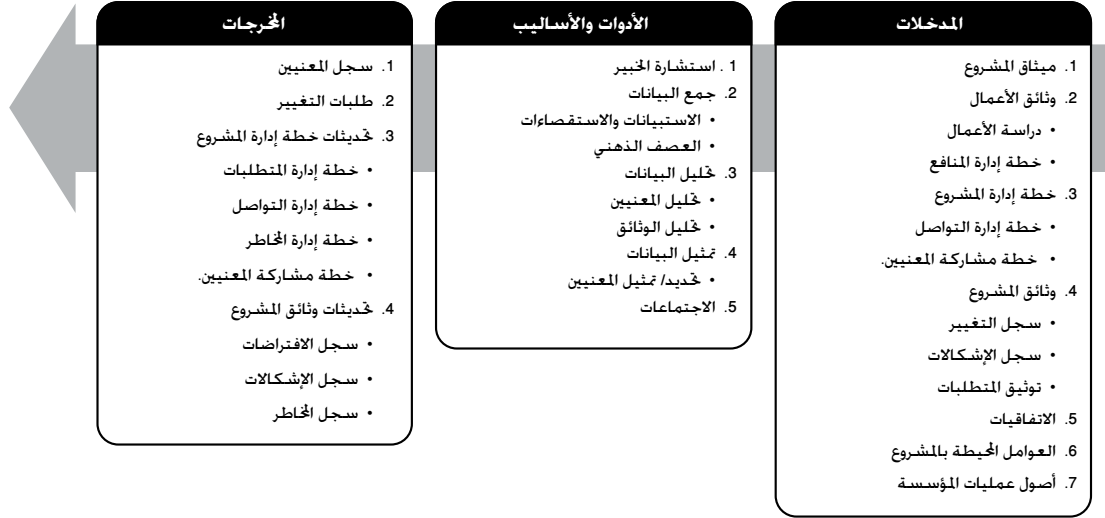 المدخلات
1. ميثاق المشروع
2. وثائق الأعمال
• دراسة الأعمال
• خطة إدارة المنافع
3. خطة إدارة المشروع
• خطة إدارة التواصل
• خطة مشاركة المعنيين.
4. وثائق المشروع
• سجل التغيير
• سجل الإشكالات
• توثيق المتطلبات
5. الاتفاقيات
6. العوامل المحيطة بالمشروع
7. أصول عمليات المؤسسة
الأدوات والأساليب
1 . استشارة الخبير
2. جمع البيانات
• الاستبيانات والاستقصاءات
• العصف الذهني
3. تحليل البيانات
• تحليل المعنيين
• تحليل الوثائق
4. تمثيل البيانات
• تحديد/ تمثيل المعنيين
5. الاجتماعات
المخرجات
1. سجل المعنيين
2. طلبات التغيير
3. تحديثات خطة إدارة المشروع
• خطة إدارة المتطلبات
• خطة إدارة التواصل
• خطة إدارة المخاطر
• خطة مشاركة المعنيين.
4. تحديثات وثائق المشروع
• سجل الافتراضات
• سجل الإشكالات
• سجل المخاطر